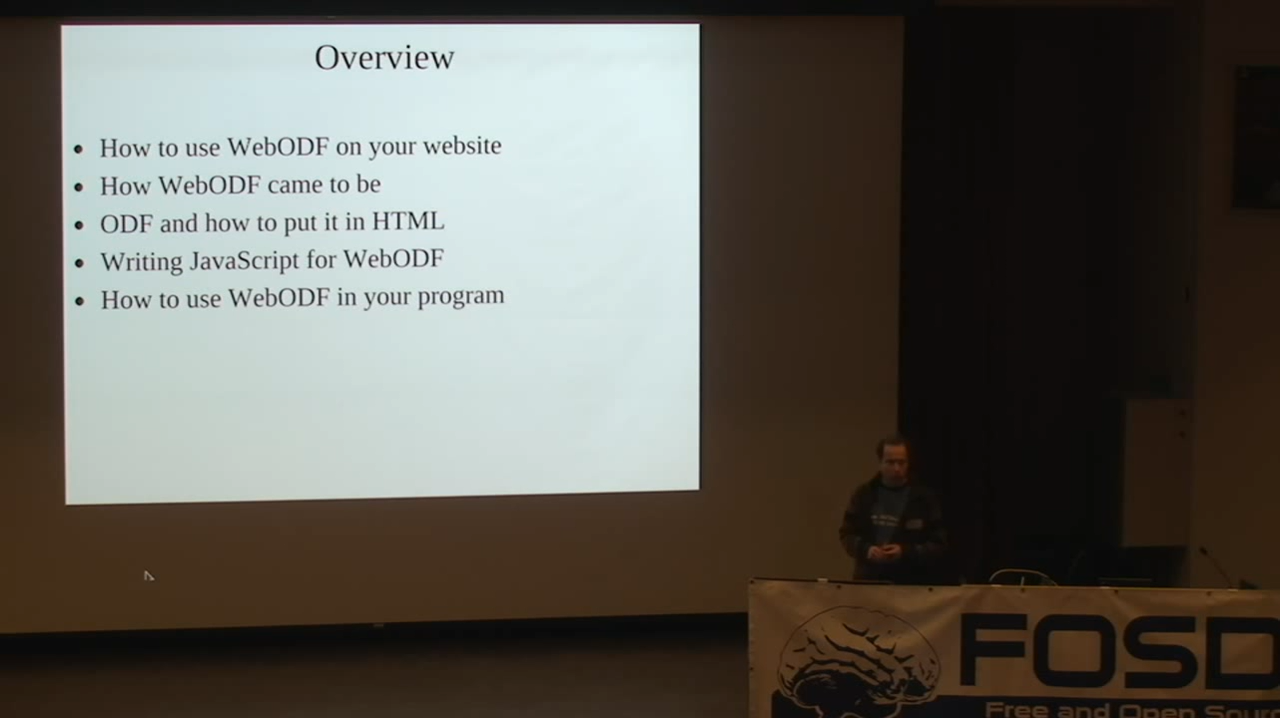 Overview
How to use WebODF on your website
How WebODF came to be
ODF and how to put it in HTML
Writing JavaScript for WebODF
How to use WebODF in your program
FOSD
Free and Open Sourc